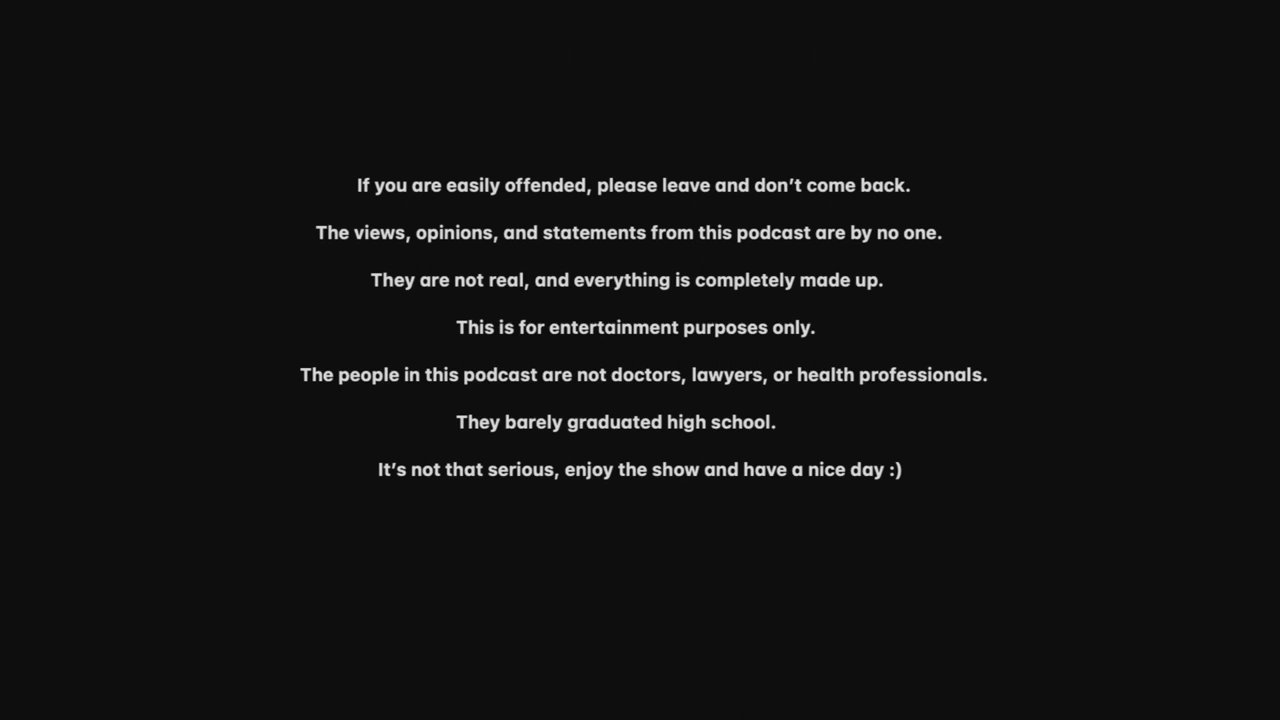 If you are easily offended, please leave and don’t come back.
The views, opinions, and statements from this podcast are by no one.
They are not real, and everything is completely made up.
This is for entertainment purposes only.
The people in this podcast are not doctors, lawyers, or health professionals.
They barely graduated high school.
It’s not that serious, enjoy the show and have a nice day :)